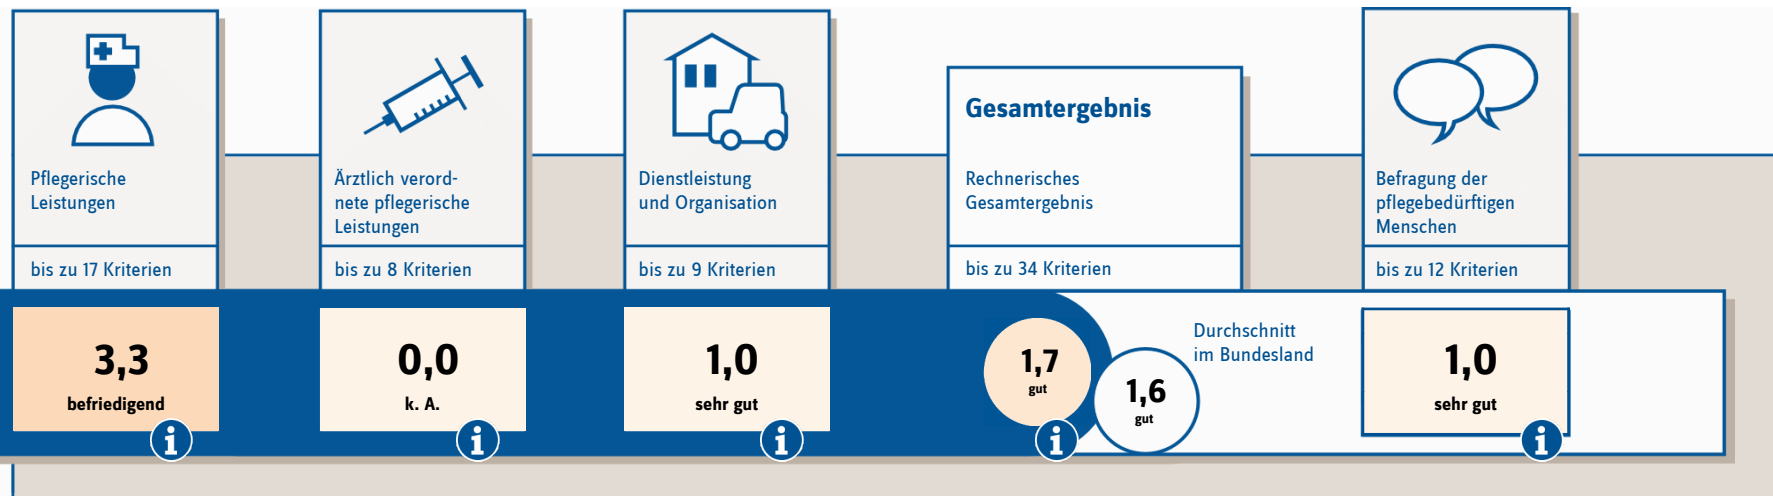 Pflegerische
Leistungen
bis zu 17 Kriterien
3,3
befriedigend
i
Ärztlich verord-
nete pflegerische
Leistungen
bis zu 8 Kriterien
0,0
k. A.
i
Dienstleistung
und Organisation
bis zu 9 Kriterien
1,0
sehr gut
i
Gesamtergebnis
Rechnerisches
Gesamtergebnis
bis zu 34 Kriterien
1,7
gut
i
Durchschnitt
im Bundesland
1,6
gut
Befragung der
pflegebedürftigen
Menschen
bis zu 12 Kriterien
1,0
sehr gut
i